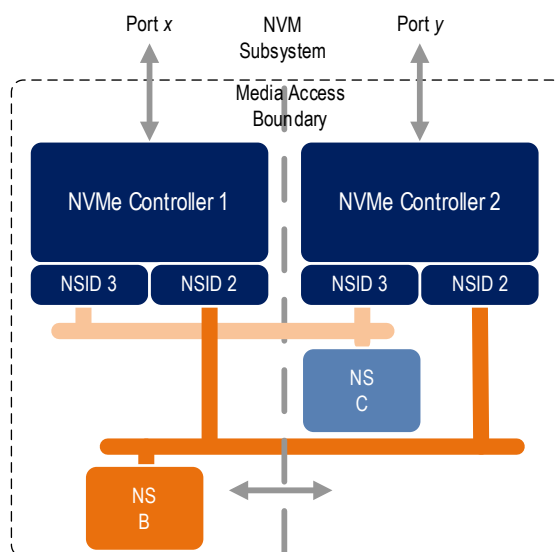 Port x
NVM
Subsystem
Port y
Media Access
Boundary
NVMe Controller 1
NVMe Controller 2
NSID 3
NSID 2
NSID 3
NSID 2
NS
C
NS
B